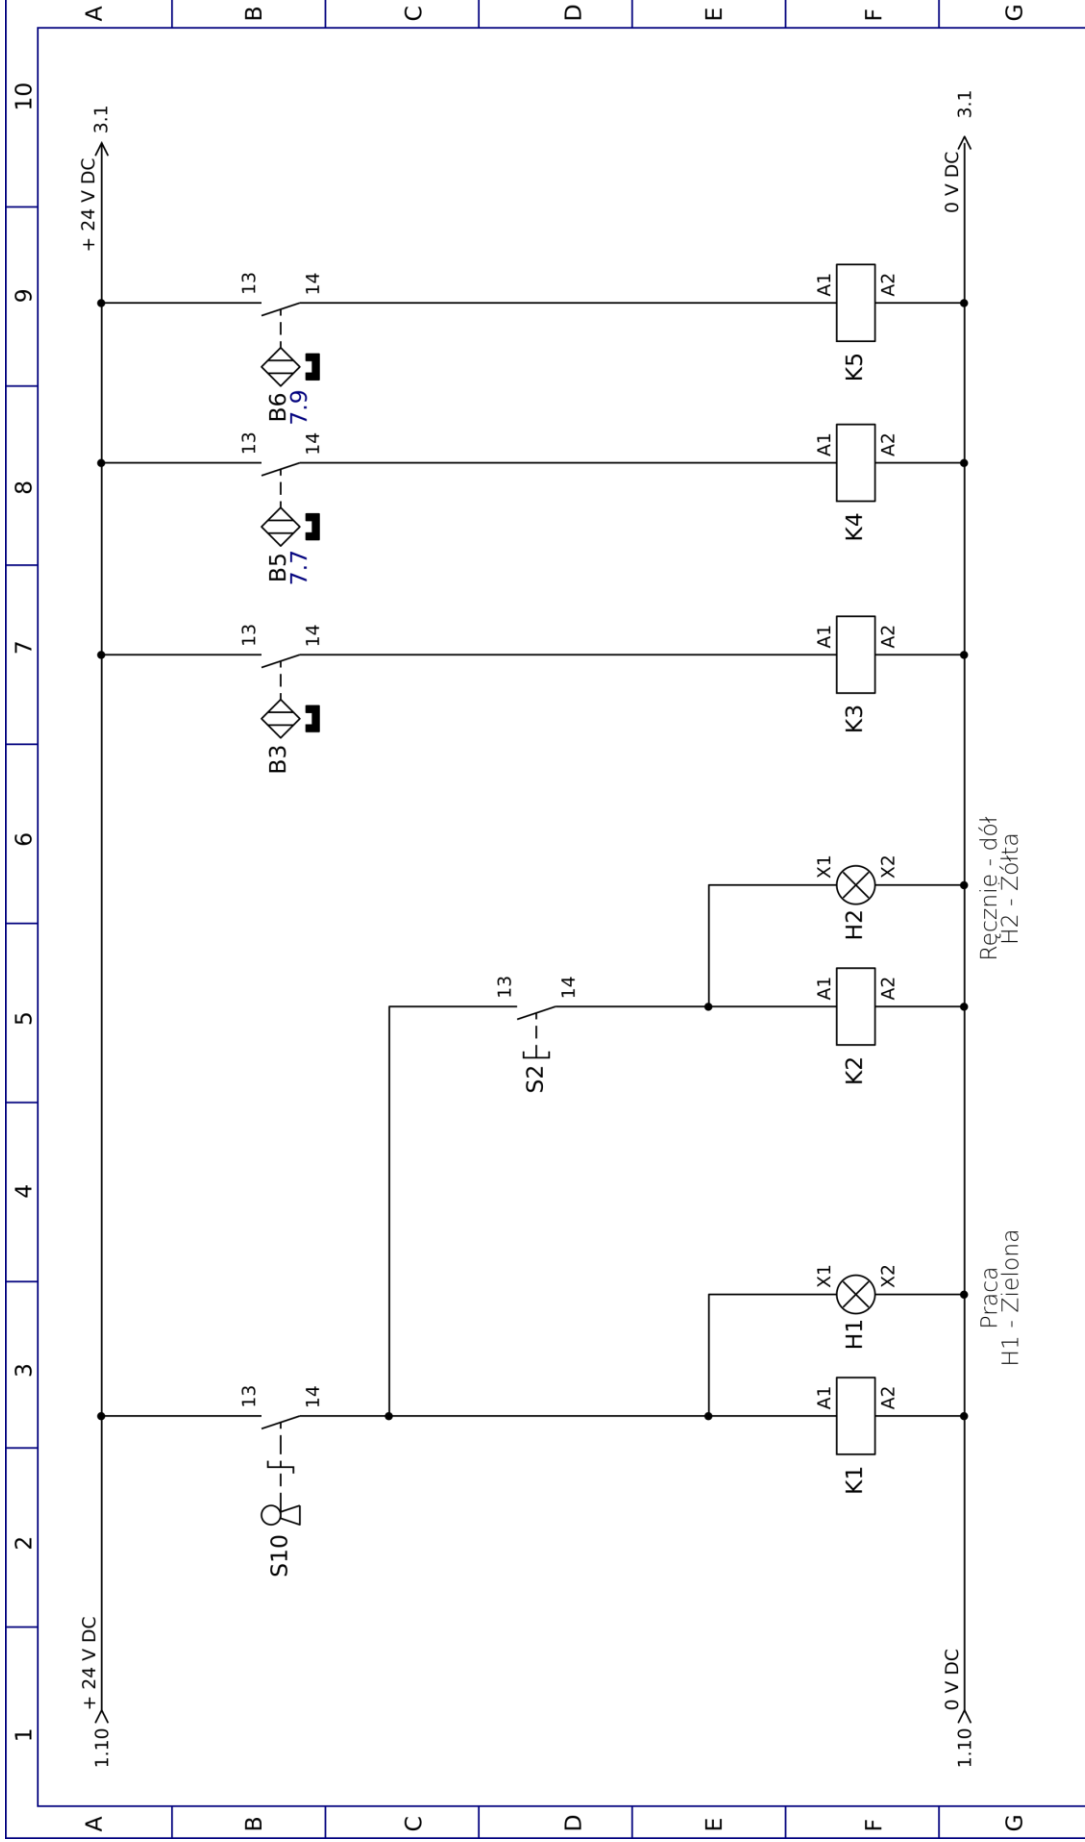 1 2 3 4 5 6 7 8 9 10
A A
B B
C C
D D
E E
F F
G G
1.10 + 24 V DC
+ 24 V DC 3.1
S10
13
14
B3
13
14
B5
7.7
13
14
B6
7.9
13
14
S2
13
14
K1
A1
A2
H1
X1
X2
K2
A1
A2
H2
X1
X2
K3
A1
A2
K4
A1
A2
K5
A1
A2
1.10 0 V DC
0 V DC 3.1
Praca
H1 - Zielona
Ręcznie - dół
H2 - Żółta